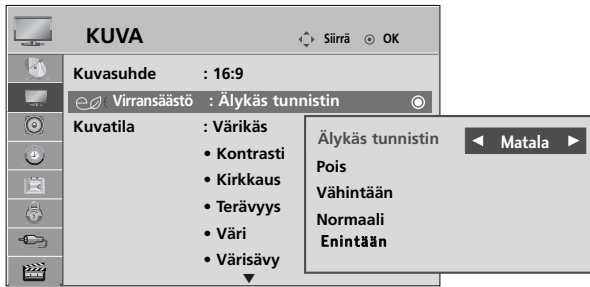 KUVA
Siirrä OK
Kuvasuhde : 16:9
Virransäästö : Älykäs tunnistin
Kuvatila : Värikäs
• Kontrasti
• Kirkkaus
• Terävyys
• Väri
• Värisävy
Älykäs tunnistin ◄ Matala ►
Pois
Vähintään
Normaali
Enintään